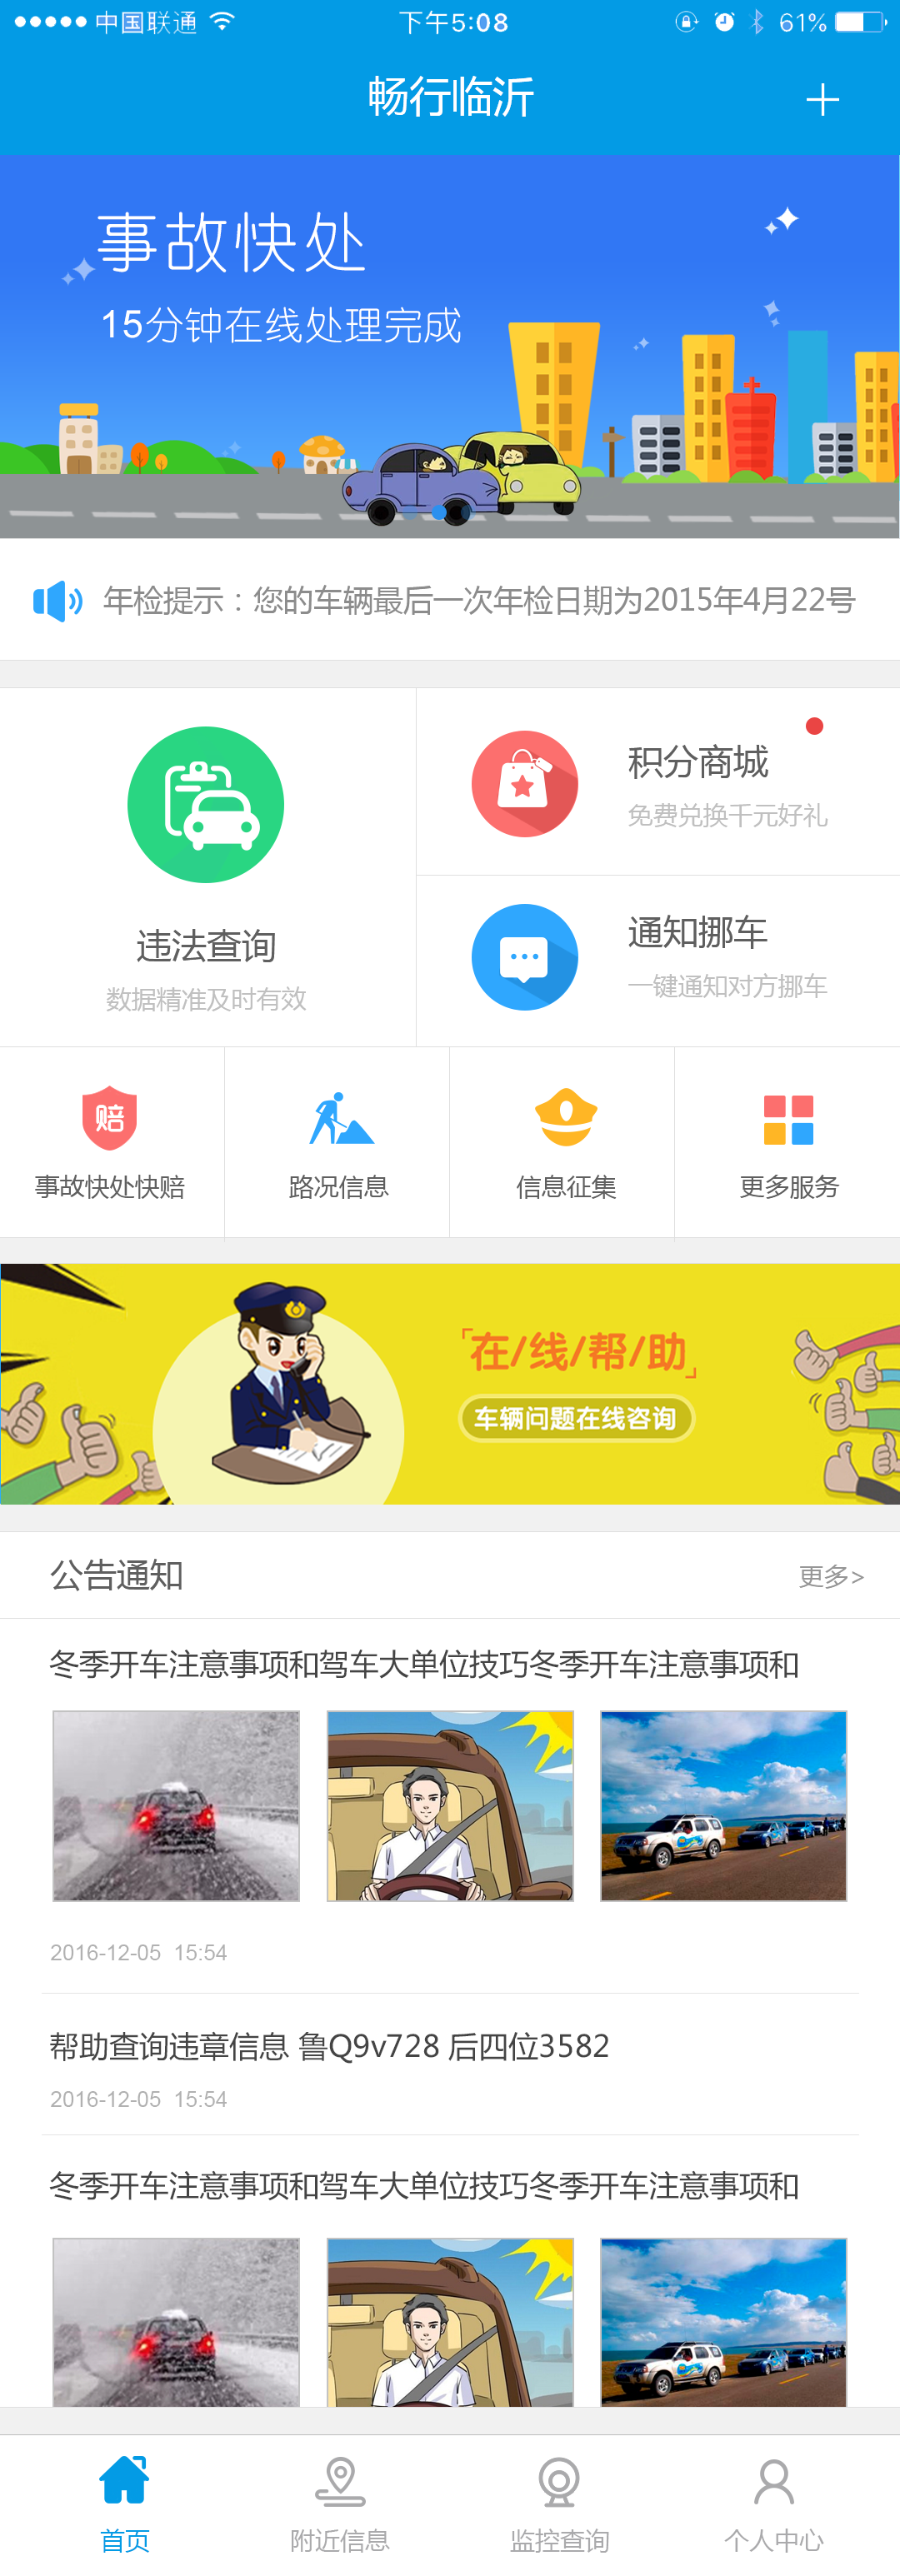 中国联通 下午5:08 61%
畅行临沂
事故快处
15分钟在线处理完成
年检提示：您的车辆最后一次年检日期为2015年4月22号
违法查询
数据精准及时有效
积分商城
免费兑换千元好礼
通知挪车
一键通知对方挪车
赔
事故快处快赔
路况信息
信息征集
更多服务
「在/线/帮/助」
车辆问题在线咨询
公告通知 更多>
冬季开车注意事项和驾车大单位技巧冬季开车注意事项和
2016-12-05 15:54
帮助查询违章信息 鲁Q9v728 后四位3582
2016-12-05 15:54
冬季开车注意事项和驾车大单位技巧冬季开车注意事项和
首页 附近信息 监控查询 个人中心